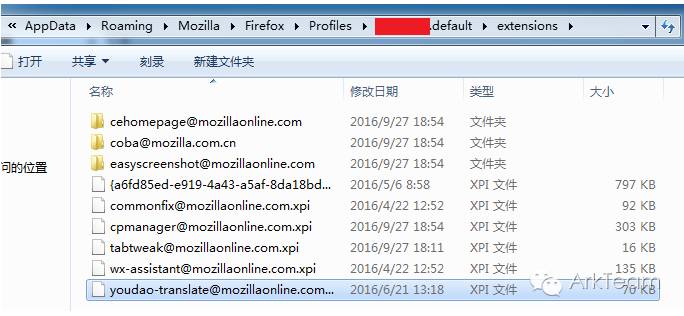 « AppData ▸ Roaming ▸ Mozilla ▸ Firefox ▸ Profiles ▸ .default ▸ extensions ▸
打开 共享 ▼ 刻录 新建文件夹
名称 修改日期 类型 大小
cehomepage@mozillaonline.com 2016/9/27 18:54 文件夹
coba@mozilla.com.cn 2016/9/27 18:54 文件夹
问的位置 easyscreenshot@mozillaonline.com 2016/9/27 18:54 文件夹
{a6fd85ed-e919-4a43-a5af-8da18bd... 2016/5/6 8:58 XPI 文件 797 KB
commonfix@mozillaonline.com.xpi 2016/4/22 12:52 XPI 文件 92 KB
cpmanager@mozillaonline.com.xpi 2016/9/27 18:54 XPI 文件 303 KB
tabtweak@mozillaonline.com.xpi 2016/9/27 18:11 XPI 文件 16 KB
wx-assistant@mozillaonline.com.xpi 2016/4/22 12:52 XPI 文件 135 KB
youdao-translate@mozillaonline.com... 2016/6/21 13:18 XPI 文件 70 KB
ArkTeam